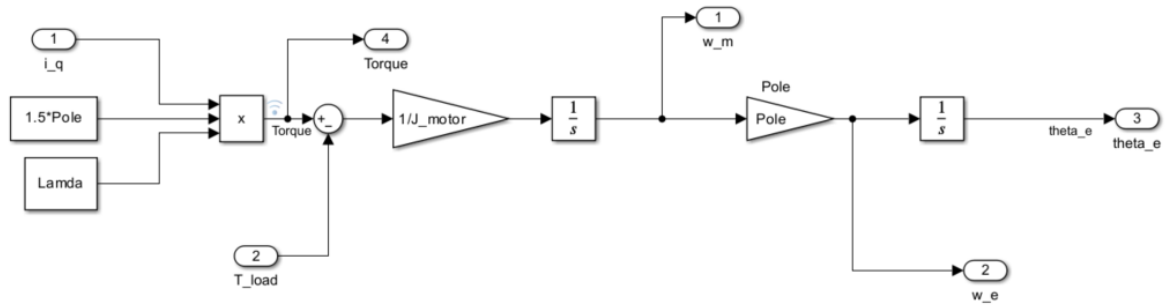 1
w_m
1
i_q
4
Torque
Pole
1.5*Pole
x
Torque
+
-
1/J_motor
1
s
Pole
1
s
theta_e
3
theta_e
Lamda
2
T_load
2
w_e